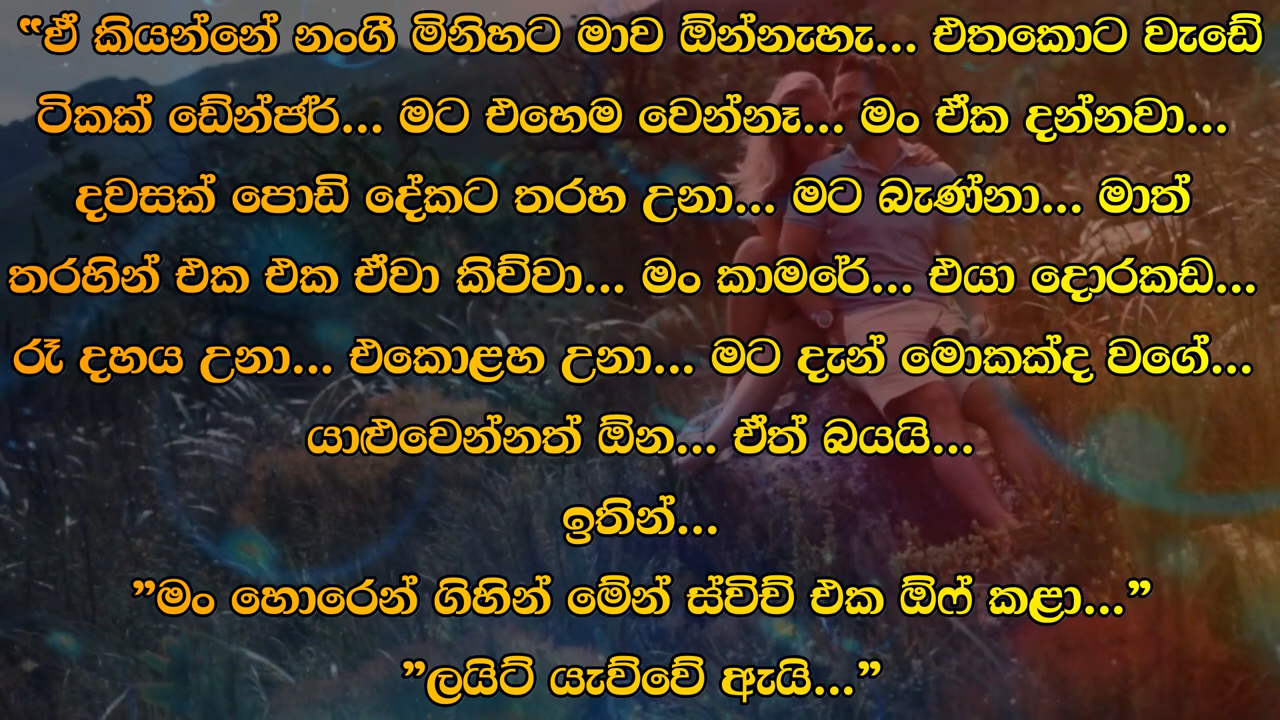 “ඒ කියන්නේ නංගී මිනිහට මාව ඕන්නැහැ... එතකොට වැඩේ
ටිකක් ඩේන්ජර්... මට එහෙම වෙන්නෑ... මං ඒක දන්නවා...
දවසක් පොඩි දේකට තරහ උනා... මට බැණ්නා... මාත්
තරහින් එක එක ඒවා කිව්වා... මං කාමරේ... එයා දොරකඩ...
රෑ දහය උනා... එකොළහ උනා... මට දැන් මොකක්ද වගේ...
යාළුවෙන්නත් ඕන... ඒත් බයයි...
ඉතින්...
”මං හොරෙන් ගිහින් මේන් ස්විච් එක ඕෆ් කළා...”
”ලයිට් යැව්වේ ඇයි...”